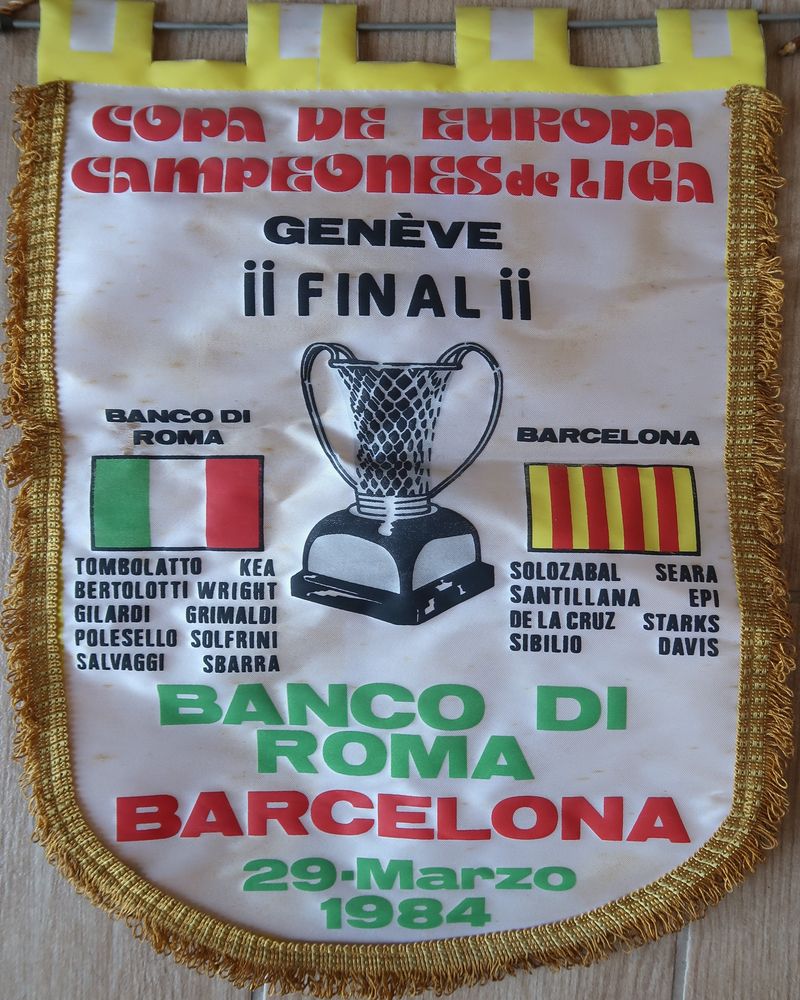 COPA DE EUROPA
CAMPEONES de LIGA
GENÈVE
¡¡ FINAL ¡¡
BANCO DI
ROMA
TOMBOLATTO KEA
BERTOLOTTI WRIGHT
GILARDI GRIMALDI
POLESELLO SOLFRINI
SALVAGGI SBARRA
BARCELONA
SOLOZABAL SEARA
SANTILLANA EPI
DE LA CRUZ STARKS
SIBILIO DAVIS
BANCO DI
ROMA
BARCELONA
29-Marzo
1984